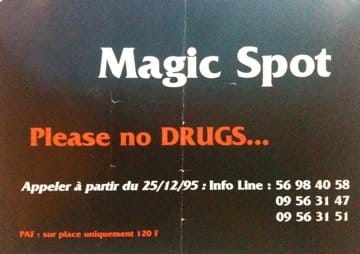 Magic Spot
Please no DRUGS...
Appeler à partir du 25/12/95 : Info Line : 56 98 40 58
09 56 31 47
09 56 31 51
PAF : sur place uniquement 120 F